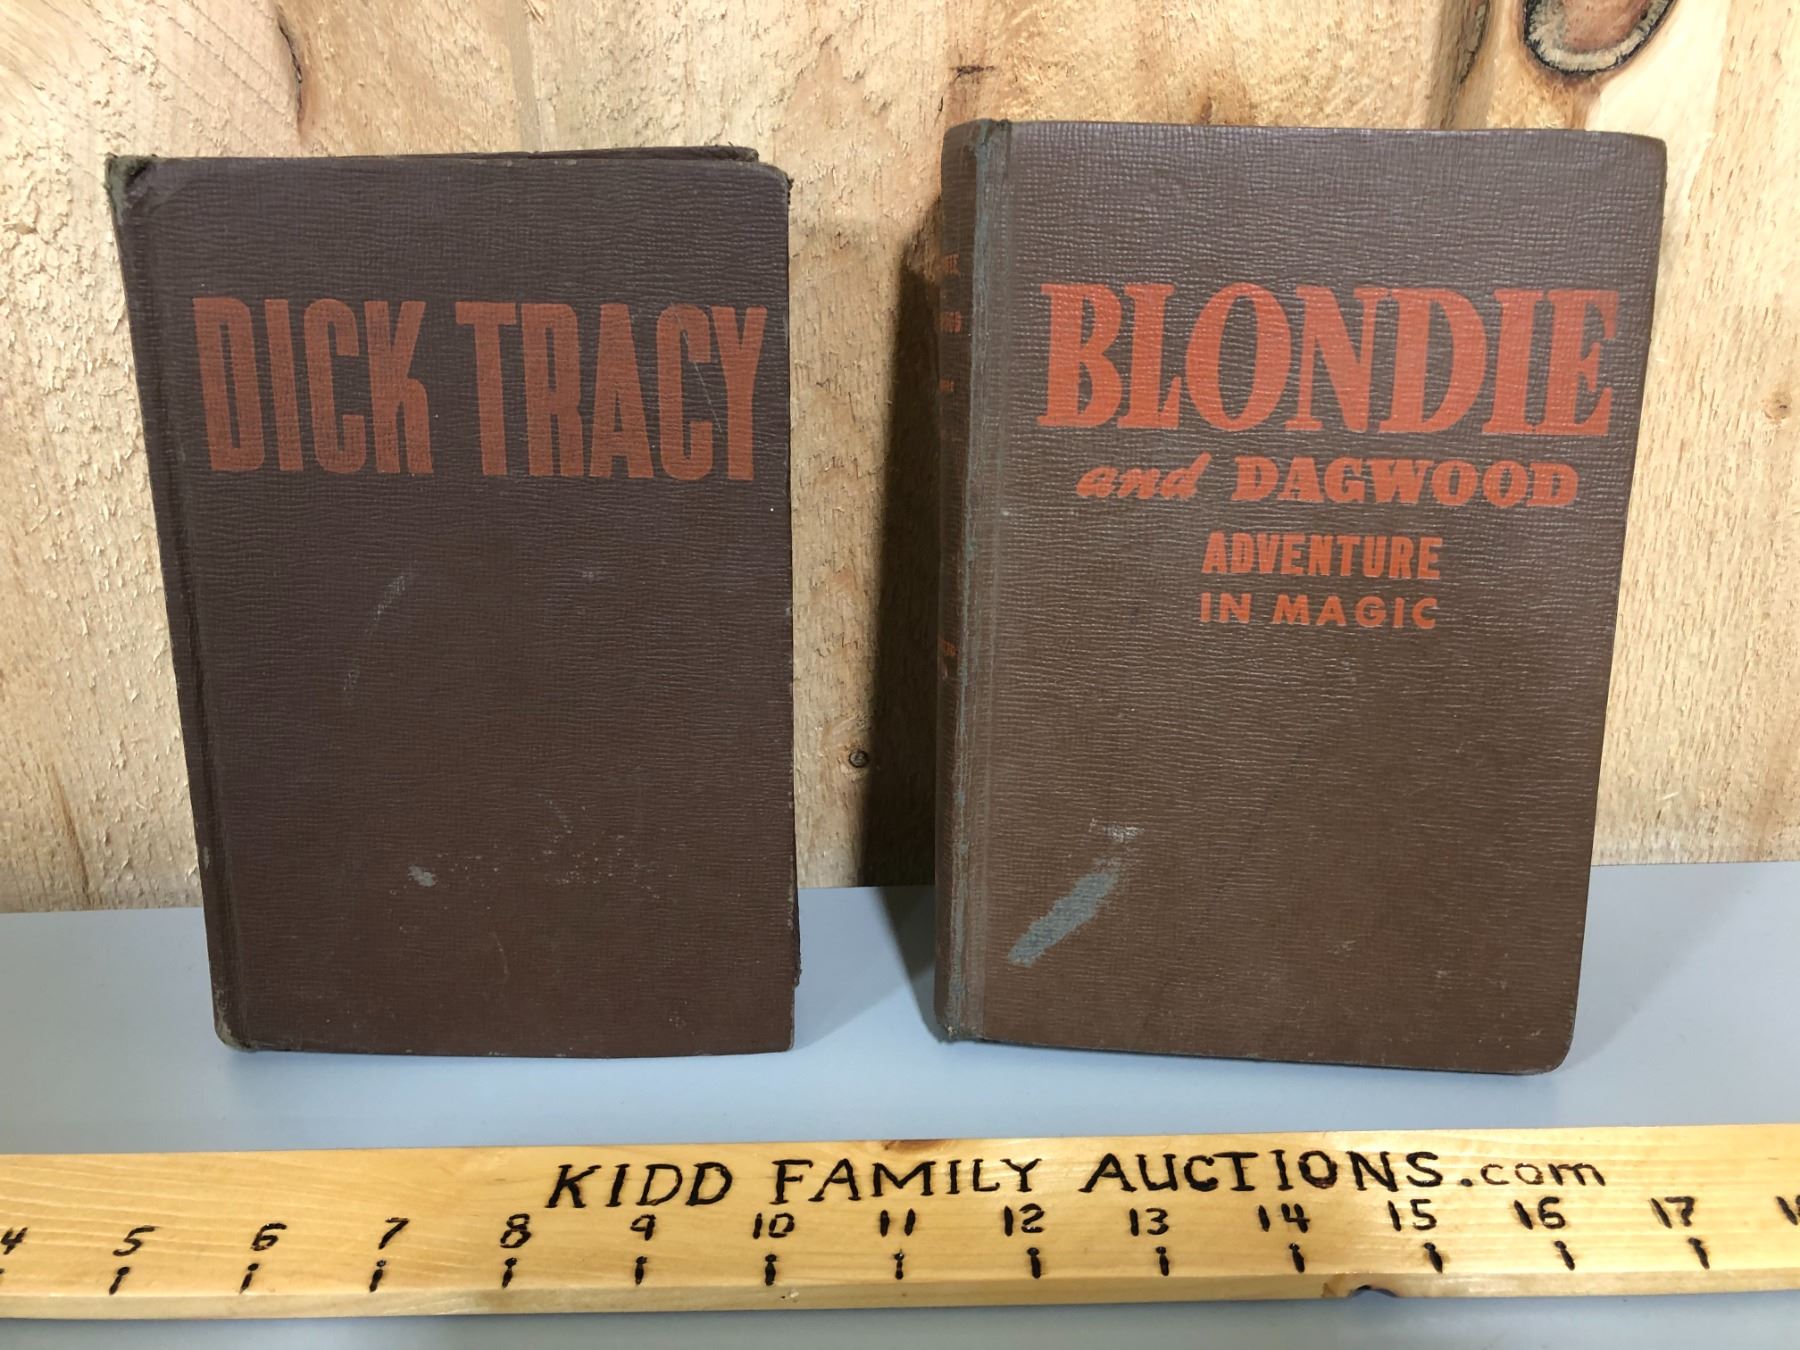 DICK TRACY
BLONDIE
and DAGWOOD
ADVENTURE
IN MAGIC
KIDD FAMILY AUCTIONS.com
4 5 6 7 8 9 10 11 12 13 14 15 16 17